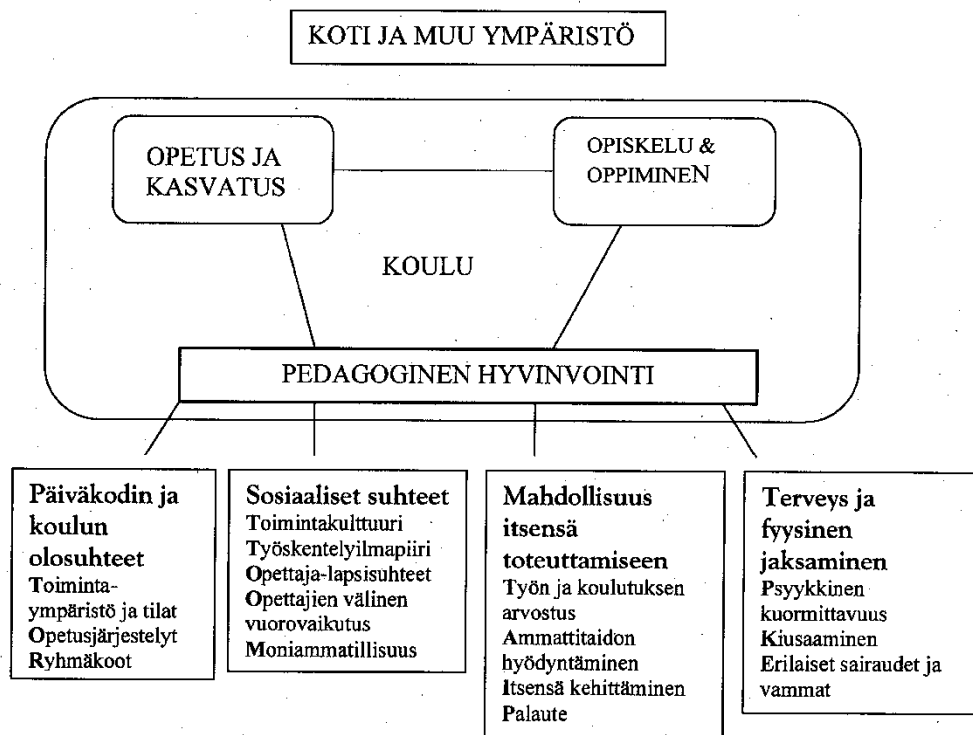 KOTI JA MUU YMPÄRISTÖ
OPETUS JA
KASVATUS
OPISKELU &
OPPIMINEN
KOULU
PEDAGOGINEN HYVINVOINTI
Päiväkodin ja
koulun
olosuhteet
Toiminta-
ympäristö ja tilat
Opetusjärjestelyt
Ryhmäkoot
Sosiaaliset suhteet
Toimintakulttuuri
Työskentelyilmapiiri
Opettaja-lapsisuhteet
Opettajien välinen
vuorovaikutus
Moniammatillisuus
Mahdollisuus
itsensä
toteuttamiseen
Työn ja koulutuksen
arvostus
Ammattitaidon
hyödyntäminen
Itsensä kehittäminen
Palaute
Terveys ja
fyysinen
jaksaminen
Psyykkinen
kuormittavuus
Kiusaaminen
Erilaiset sairaudet ja
vammat